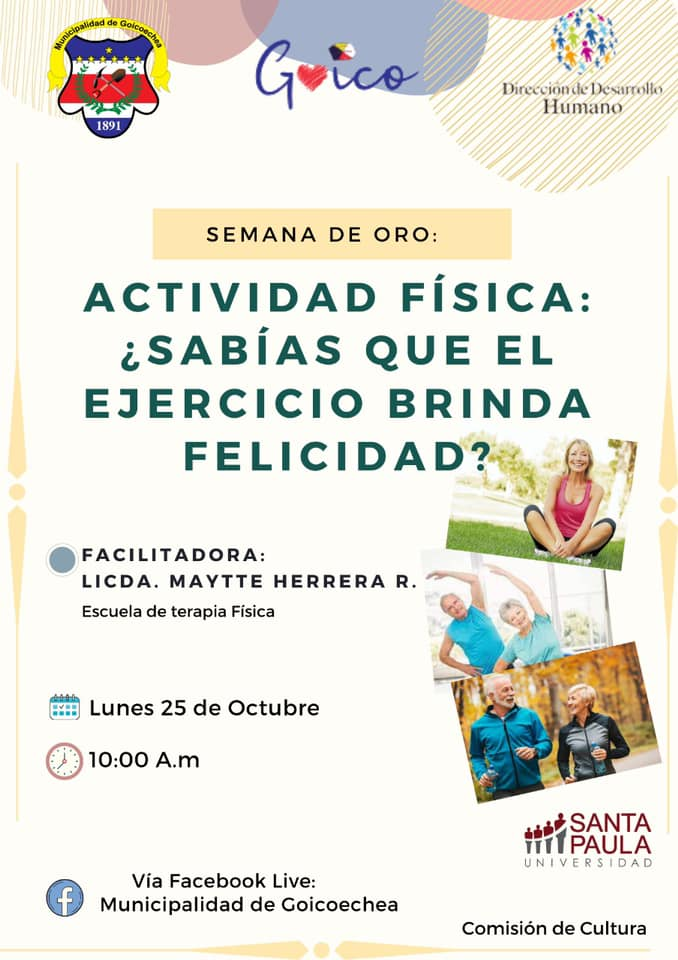 Municipalidad de Goicoechea
1891
Goico
Dirección de Desarrollo
Humano
SEMANA DE ORO:
ACTIVIDAD FÍSICA:
¿SABÍAS QUE EL
EJERCICIO BRINDA
FELICIDAD?
FACILITADORA:
LICDA. MAYTTE HERRERA R.
Escuela de terapia Física
Lunes 25 de Octubre
10:00 A.m
SANTA
PAULA
UNIVERSIDAD
Vía Facebook Live:
Municipalidad de Goicoechea
Comisión de Cultura